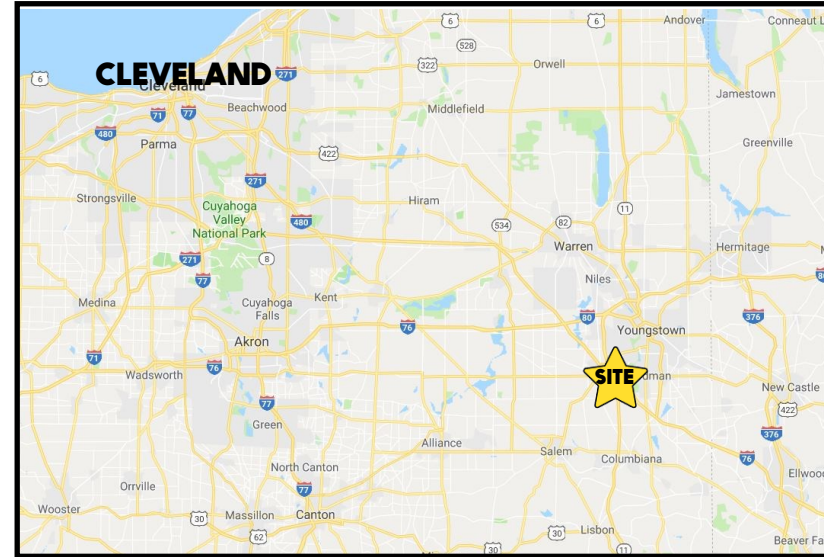 6
6
Andover
Conneaut L
528
CLEVELAND
Cleveland
271
322
Orwell
6
Jamestown
Beachwood
Middlefield
71
77
480
Parma
Greenville
422
271
Strongsville
Cuyahoga
Valley
National Park
Hiram
11
480
534
82
Warren
Hermitage
271
8
77
Niles
80
Medina
Cuyahoga
Falls
Kent
80
376
76
Youngstown
Akron
71
76
Wadsworth
SITE
dman
New Castle
77
422
Green
376
Alliance
Salem
Columbiana
76
North Canton
Ellwoo
77
Orrville
Wooster
30
Massillon
Canton
62
30
Lisbon
30
11
Beaver Fa